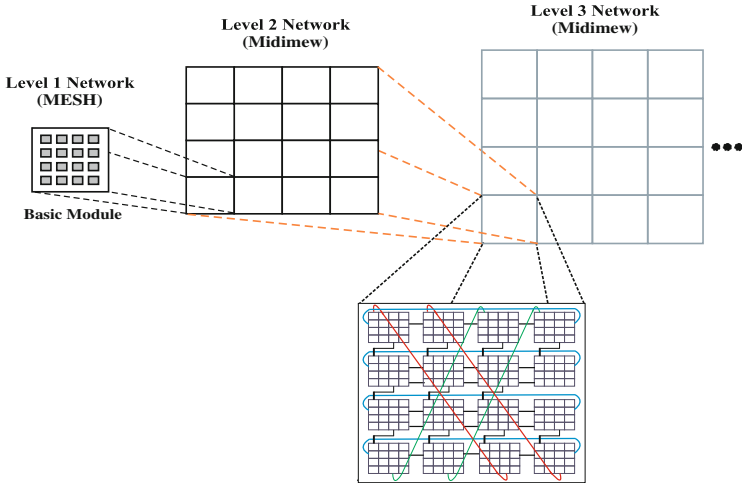 Level 1 Network
(MESH)
Basic Module
Level 2 Network
(Midimew)
Level 3 Network
(Midimew)